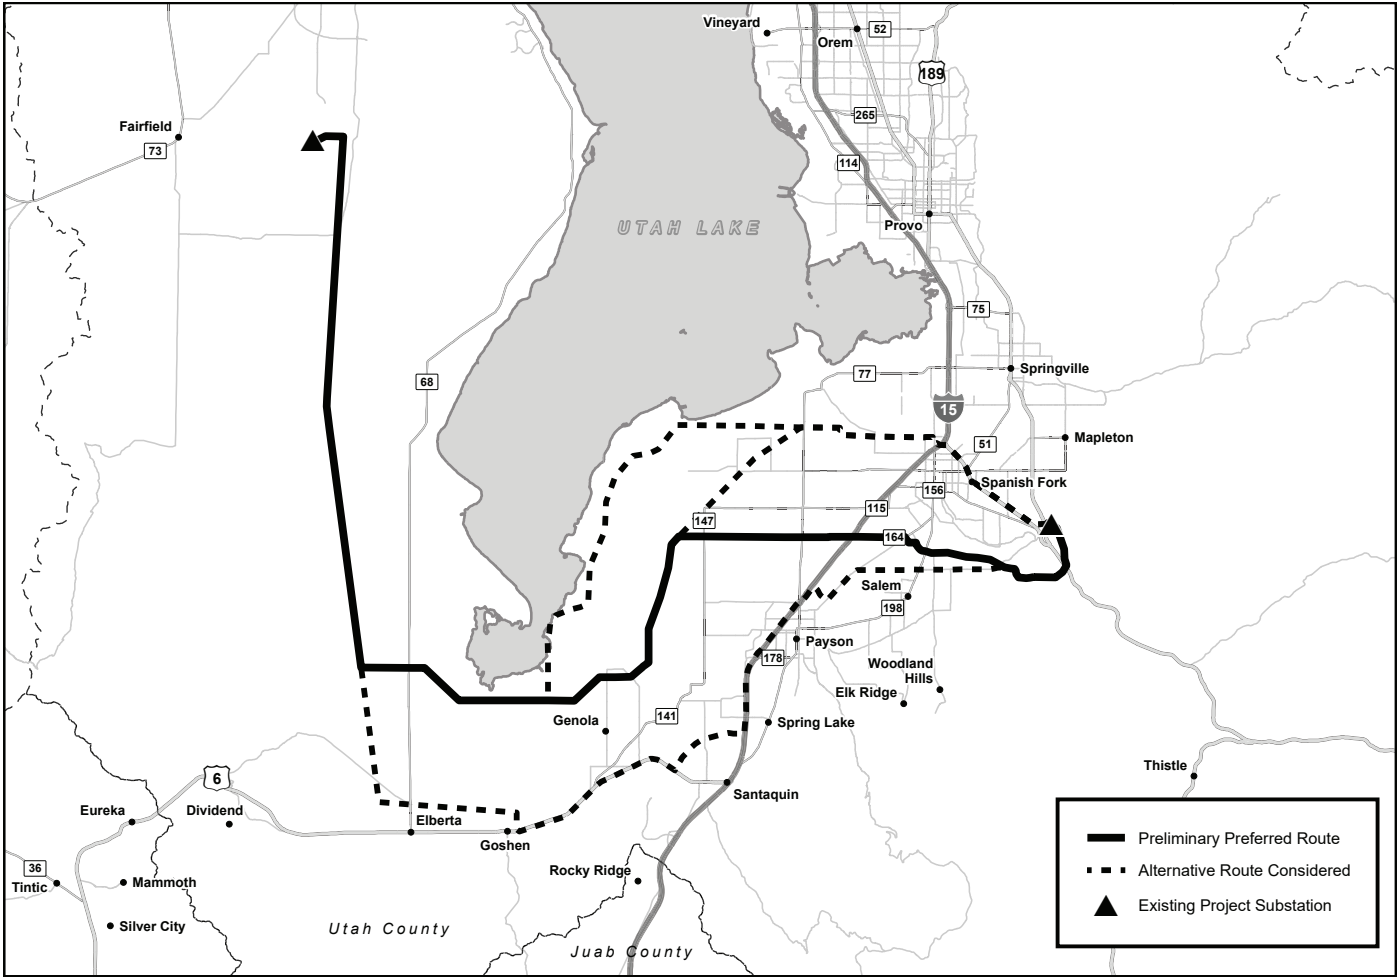 Vineyard
52
Orem
189
265
Fairfield
73
114
UTAH LAKE
Provo
75
77
Springville
68
15
51
Mapleton
Spanish Fork
156
115
147
164
Salem
198
Payson
178
Woodland
Hills
Elk Ridge
141
Genola
Spring Lake
Thistle
6
Santaquin
Eureka
Dividend
Elberta
Goshen
36
Tintic
Mammoth
Rocky Ridge
Silver City
Utah County
Juab County
Preliminary Preferred Route
Alternative Route Considered
Existing Project Substation